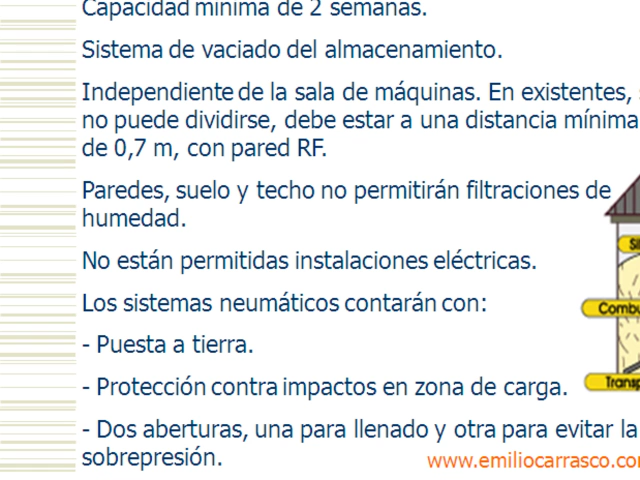 Capacidad mínima de 2 semanas.
Sistema de vaciado del almacenamiento.
Independiente de la sala de máquinas. En existentes,
no puede dividirse, debe estar a una distancia mínima
de 0,7 m, con pared RF.
Paredes, suelo y techo no permitirán filtraciones de
humedad.
No están permitidas instalaciones eléctricas.
Los sistemas neumáticos contarán con:
- Puesta a tierra.
- Protección contra impactos en zona de carga.
- Dos aberturas, una para llenado y otra para evitar la
sobrepresión.
www.emiliocarrasco.co